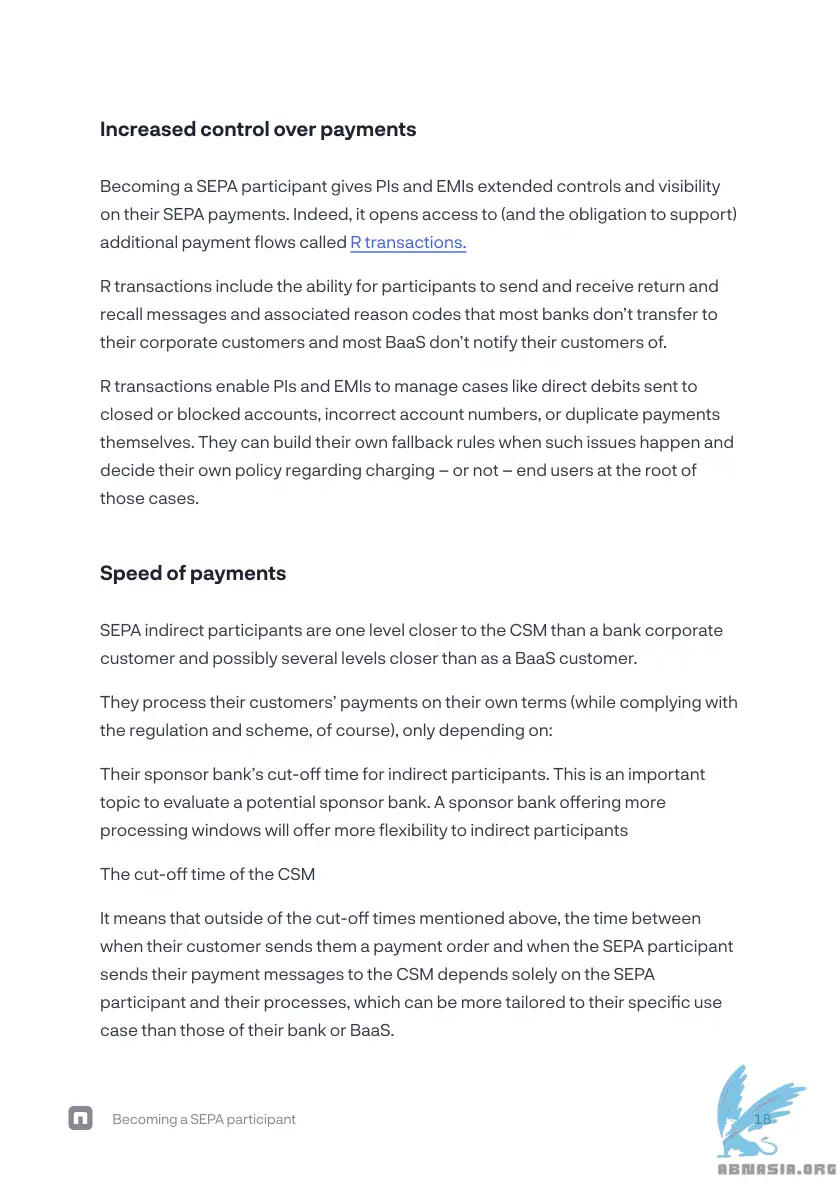 Increased control over payments
Becoming a SEPA participant gives PIs and EMIs extended controls and visibility
on their SEPA payments. Indeed, it opens access to (and the obligation to support)
additional payment flows called R transactions.
R transactions include the ability for participants to send and receive return and
recall messages and associated reason codes that most banks don’t transfer to
their corporate customers and most BaaS don’t notify their customers of.
R transactions enable PIs and EMIs to manage cases like direct debits sent to
closed or blocked accounts, incorrect account numbers, or duplicate payments
themselves. They can build their own fallback rules when such issues happen and
decide their own policy regarding charging – or not – end users at the root of
those cases.
Speed of payments
SEPA indirect participants are one level closer to the CSM than a bank corporate
customer and possibly several levels closer than as a BaaS customer.
They process their customers’ payments on their own terms (while complying with
the regulation and scheme, of course), only depending on:
Their sponsor bank’s cut-off time for indirect participants. This is an important
topic to evaluate a potential sponsor bank. A sponsor bank offering more
processing windows will offer more flexibility to indirect participants
The cut-off time of the CSM
It means that outside of the cut-off times mentioned above, the time between
when their customer sends them a payment order and when the SEPA participant
sends their payment messages to the CSM depends solely on the SEPA
participant and their processes, which can be more tailored to their specific use
case than those of their bank or BaaS.
Becoming a SEPA participant
18
ABNASIA.ORG